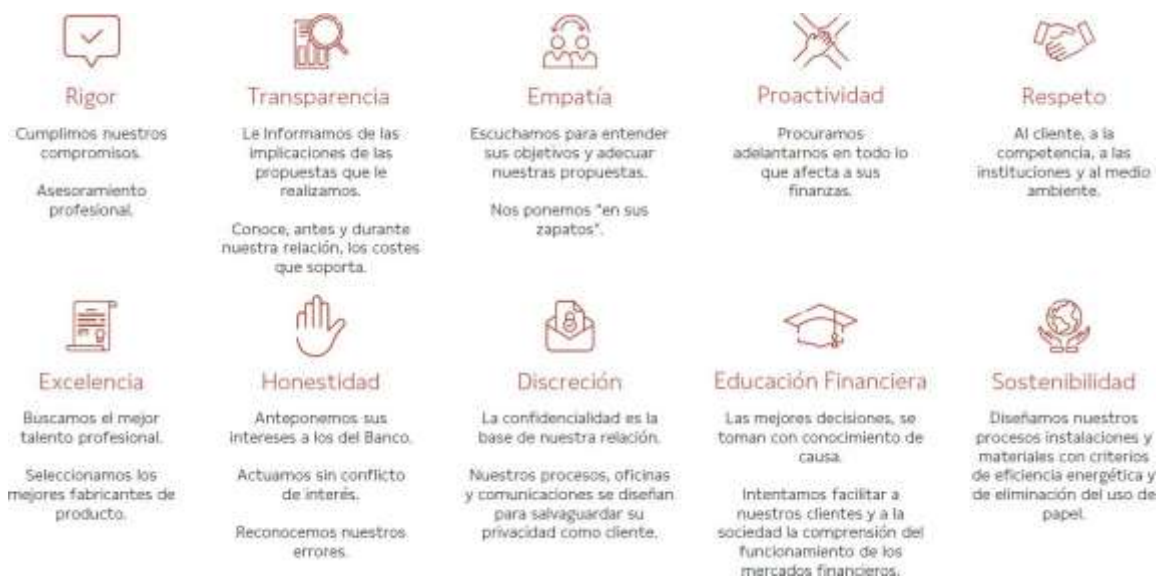 Rigor
Cumplimos nuestros
compromisos.
Asesoramiento
profesional.
Transparencia
Le Informamos de las
implicaciones de las
propuestas que le
realizamos.
Conoce, antes y durante
nuestra relación, los costes
que soporta.
Empatía
Escuchamos para entender
sus objetivos y adecuar
nuestras propuestas.
Nos ponemos "en sus
zapatos".
Proactividad
Procuramos
adelantarnos en todo lo
que afecta a sus
finanzas.
Respeto
Al cliente, a la
competencia, a las
instituciones y al medio
ambiente.
Excelencia
Buscamos el mejor
talento profesional.
Seleccionamos los
mejores fabricantes de
producto.
Honestidad
Anteponemos sus
intereses a los del Banco.
Actuamos sin conflicto
de interés.
Reconocemos nuestros
errores.
Discreción
La confidencialidad es la
base de nuestra relación.
Nuestros procesos, oficinas
y comunicaciones se diseñan
para salvaguardar su
privacidad como cliente.
Educación Financiera
Las mejores decisiones, se
toman con conocimiento de
causa.
Intentamos facilitar a
nuestros clientes y a la
sociedad la comprensión del
funcionamiento de los
mercados financieros.
Sostenibilidad
Diseñamos nuestros
procesos instalaciones y
materiales con criterios
de eficiencia energética y
de eliminación del uso de
papel.